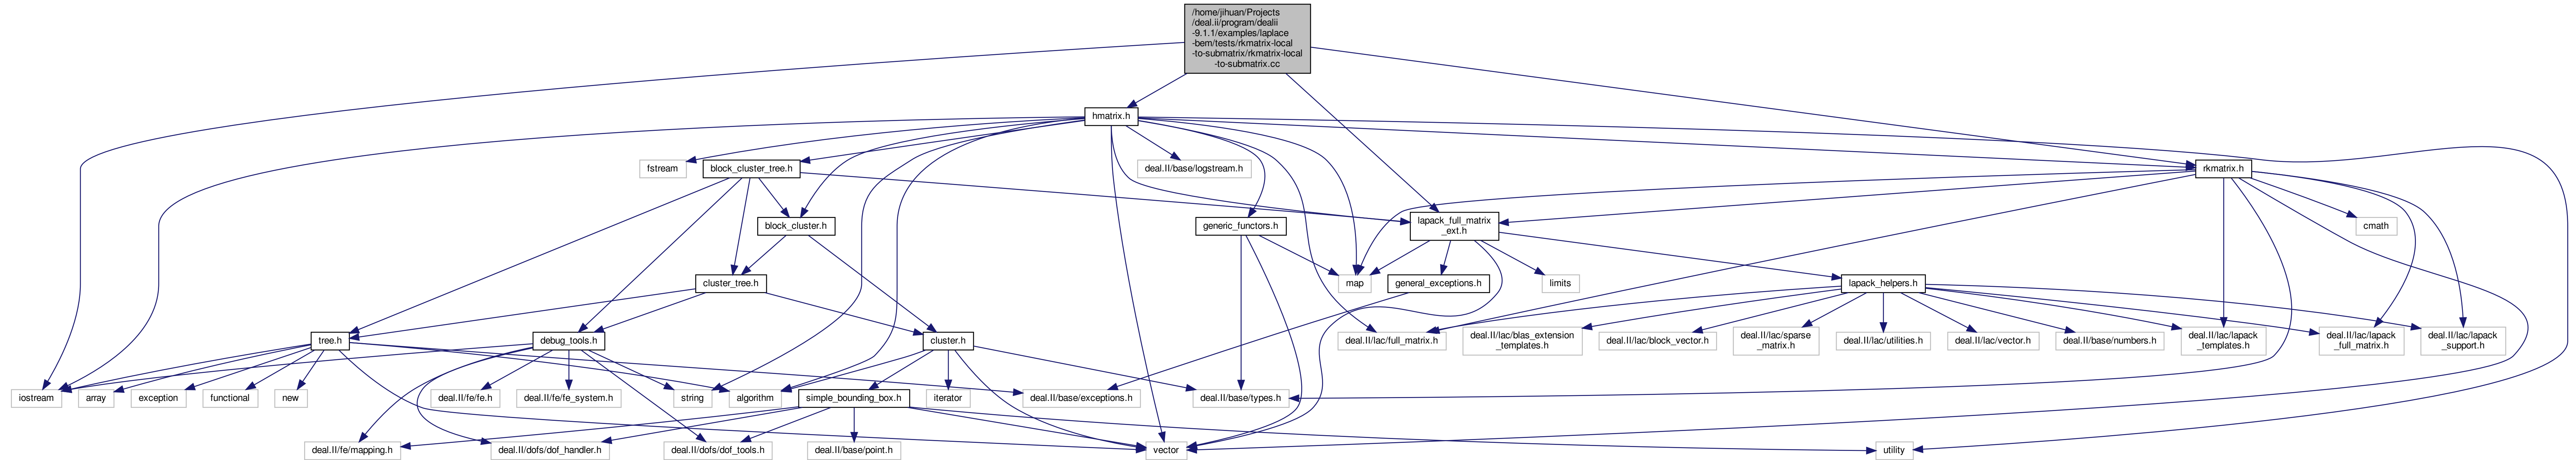 /home/jihuan/Projects
/deal.ii/program/dealii
-9.1.1/examples/laplace
-bem/tests/rkmatrix-local
-to-submatrix/rkmatrix-local
-to-submatrix.cc
hmatrix.h
fstream
block_cluster_tree.h
deal.II/base/logstream.h
rkmatrix.h
block_cluster.h
generic_functors.h
lapack_full_matrix
_ext.h
cmath
cluster_tree.h
map
general_exceptions.h
limits
lapack_helpers.h
tree.h
debug_tools.h
cluster.h
deal.II/lac/full_matrix.h
deal.II/lac/blas_extension
_templates.h
deal.II/lac/block_vector.h
deal.II/lac/sparse
_matrix.h
deal.II/lac/utilities.h
deal.II/lac/vector.h
deal.II/base/numbers.h
deal.II/lac/lapack
_templates.h
deal.II/lac/lapack
_full_matrix.h
deal.II/lac/lapack
_support.h
iostream
array
exception
functional
new
deal.II/fe/fe.h
deal.II/fe/fe_system.h
string
algorithm
simple_bounding_box.h
iterator
deal.II/base/exceptions.h
deal.II/base/types.h
deal.II/fe/mapping.h
deal.II/dofs/dof_handler.h
deal.II/dofs/dof_tools.h
deal.II/base/point.h
vector
utility